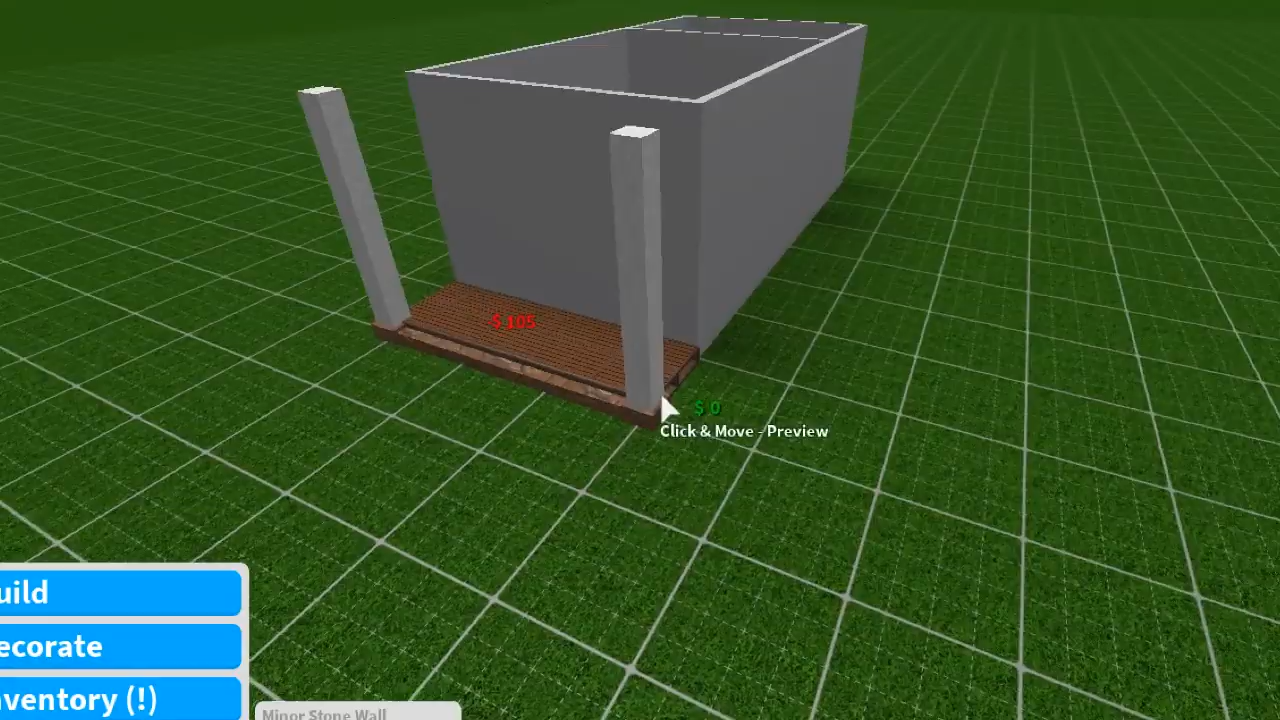 $ 105
$ 0
Click & Move - Preview
uild
ecorate
nventory (!)
Minor Stone Wall